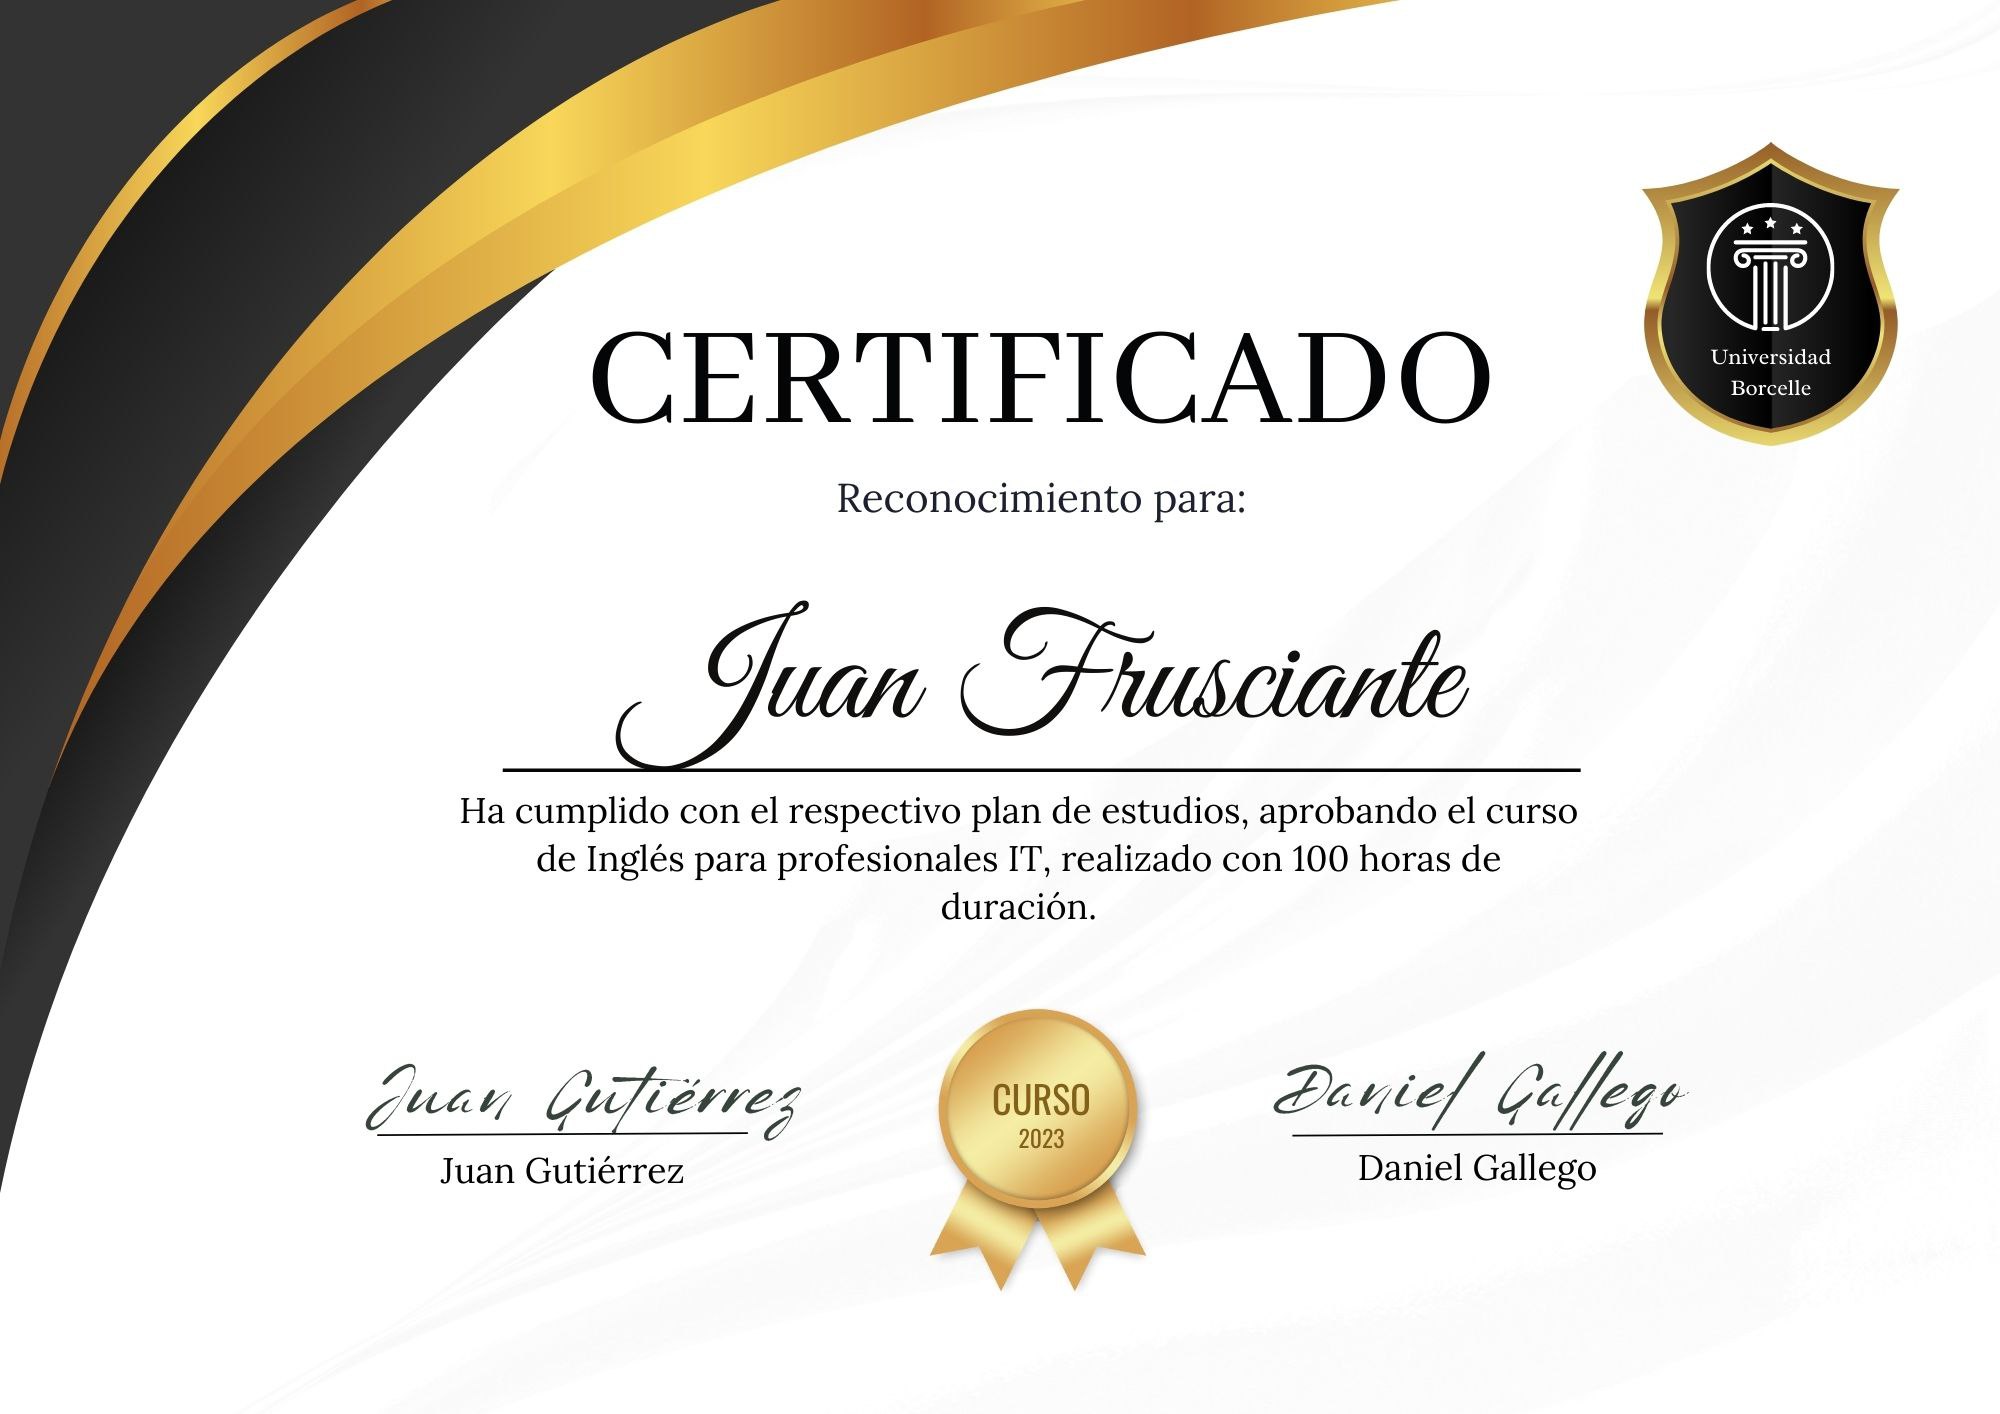 Universidad
Borcelle
CERTIFICADO
Reconocimiento para:
Juan Frusciante
Ha cumplido con el respectivo plan de estudios, aprobando el curso
de Inglés para profesionales IT, realizado con 100 horas de
duración.
Juan Gutiérrez
Juan Gutiérrez
CURSO
2023
Daniel Gallego
Daniel Gallego